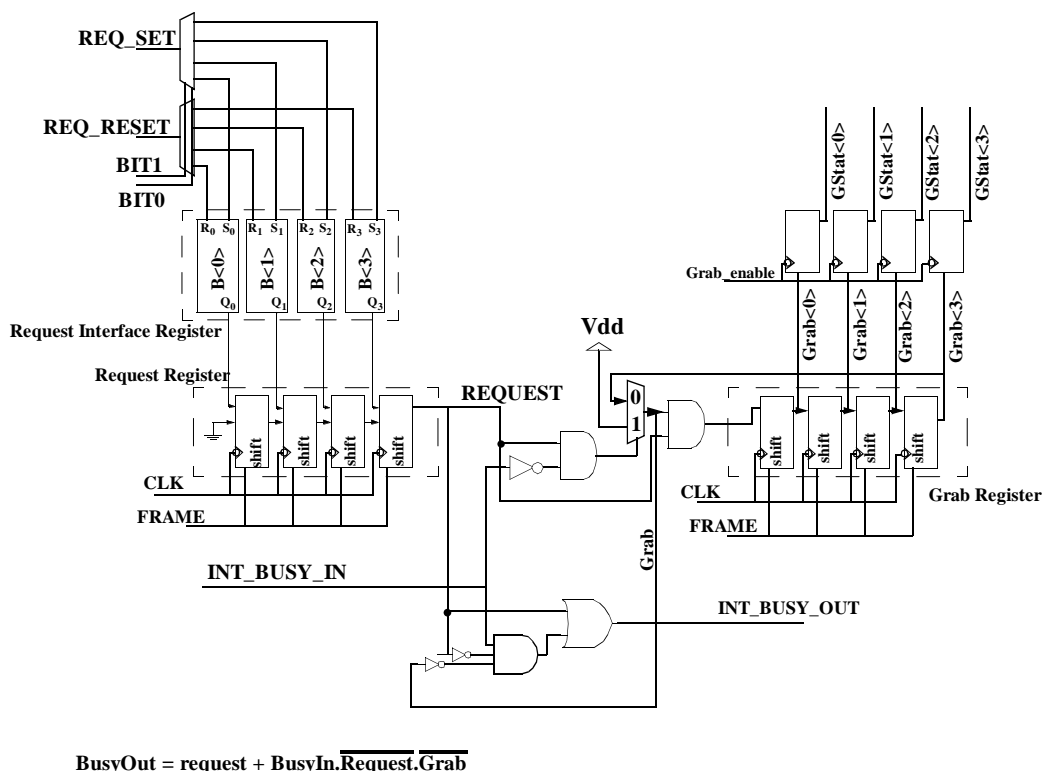 REQ_SET
REQ_RESET
BIT1
BIT0
R0 S0 R1 S1 R2 S2 R3 S3
B<0> B<1> B<2> B<3>
Q0 Q1 Q2 Q3
Request Interface Register
Request Register
shift shift shift shift
CLK
FRAME
REQUEST
INT_BUSY_IN
Vdd
0
1
Grab
GStat<0> GStat<1> GStat<2> GStat<3>
Grab_enable
Grab<0> Grab<1> Grab<2> Grab<3>
shift shift shift shift
CLK
Grab Register
FRAME
INT_BUSY_OUT
BusyOut = request + BusyIn.R̅e̅q̅u̅e̅s̅t̅.G̅r̅a̅b̅